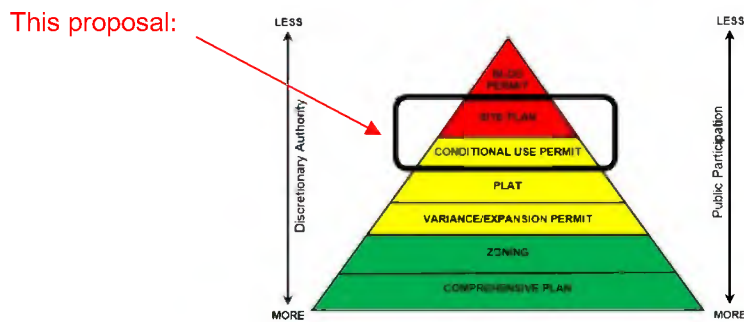 This proposal:
LESS
LESS
BLDG
PERMIT
SITE PLAN
CONDITIONAL USE PERMIT
PLAT
VARIANCE/EXPANSION PERMIT
ZONING
COMPREHENSIVE PLAN
Discretionary Authority
Public Participation
MORE
MORE